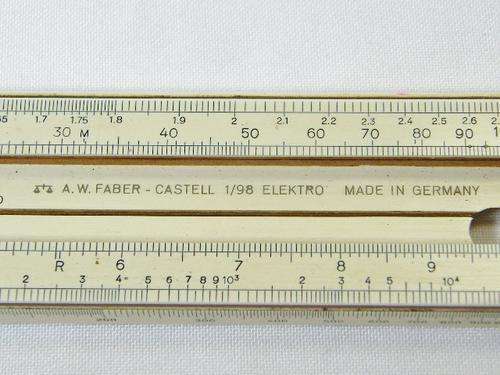 1.7 1.75 1.8 1.9 2 2.1 2.2 2.3 2.4 2.5 2.6
30 M 40 50 60 70 80 90
A.W. FABER - CASTELL 1/98 ELEKTRO MADE IN GERMANY
R 6 7 8 9
2 3 4 5 6 7 8 9 10³ 2 3 4 5 10⁴